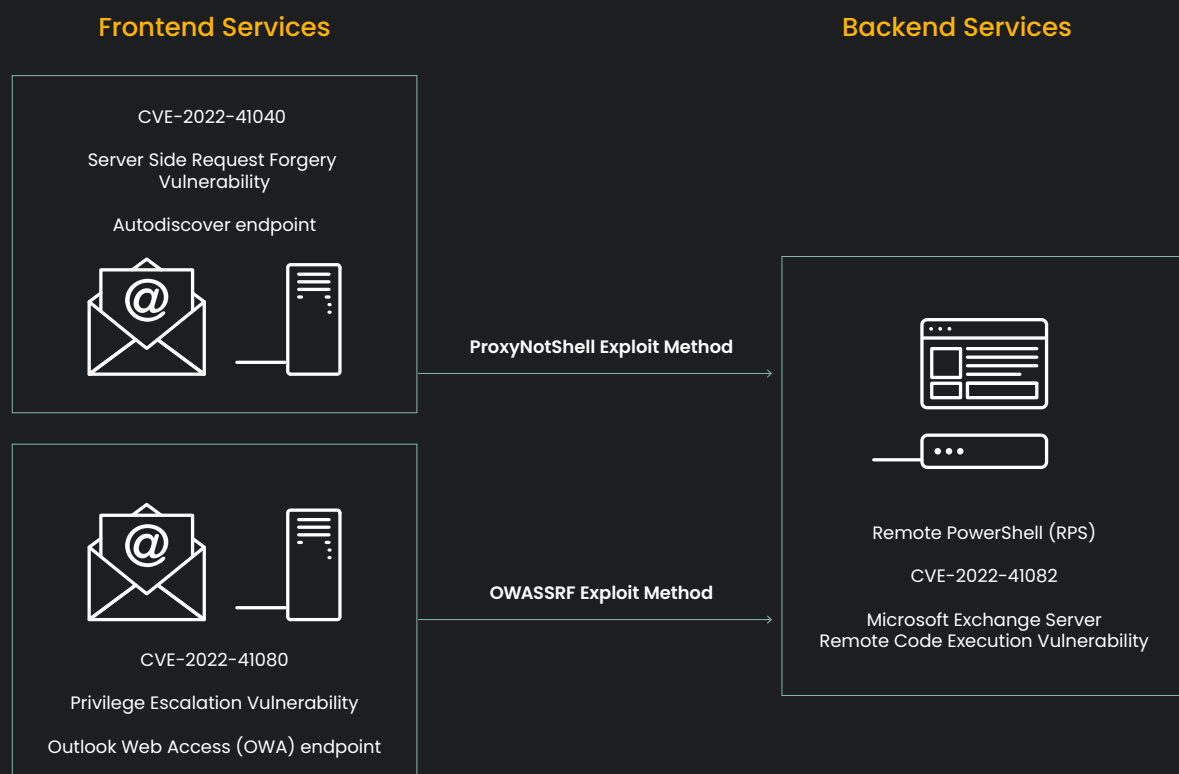 Frontend Services
Backend Services
CVE-2022-41040
Server Side Request Forgery
Vulnerability
Autodiscover endpoint
@
ProxyNotShell Exploit Method
@
OWASSRF Exploit Method
CVE-2022-41080
Privilege Escalation Vulnerability
Outlook Web Access (OWA) endpoint
Remote PowerShell (RPS)
CVE-2022-41082
Microsoft Exchange Server
Remote Code Execution Vulnerability